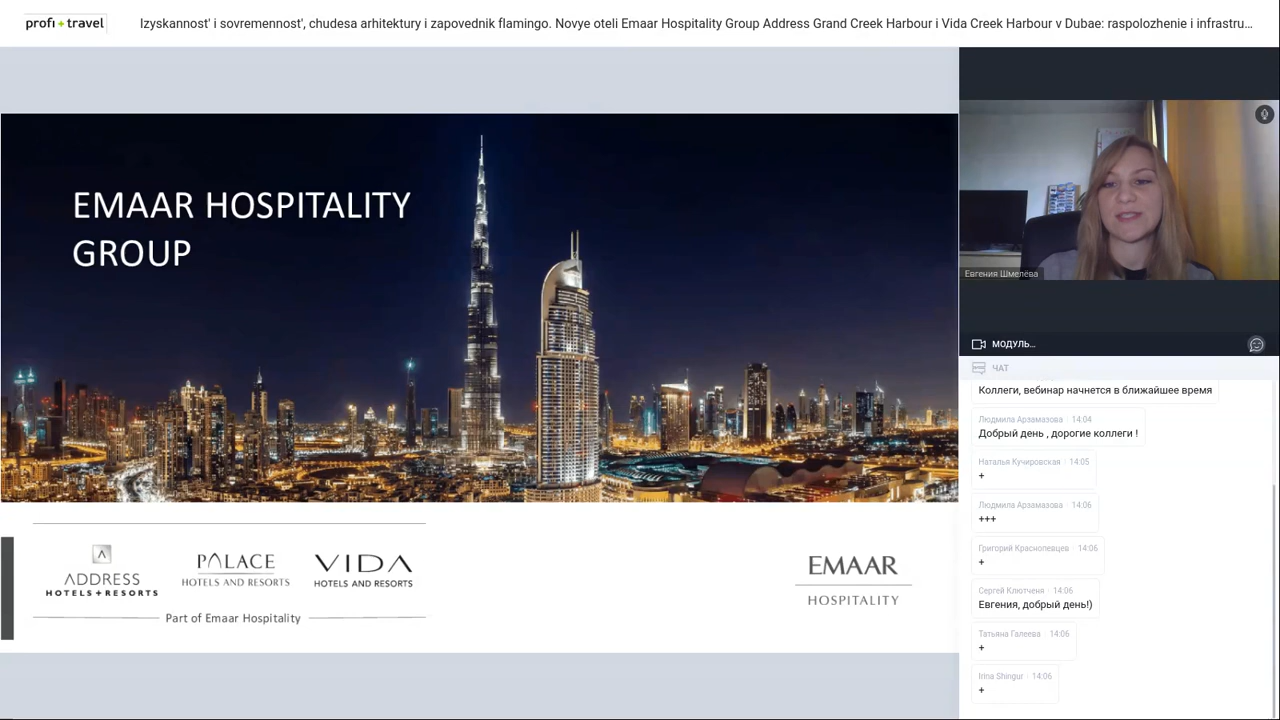 profi+travel
Izyskannost' i sovremennost', chudesa arhitektury i zapovednik flamingo. Novye oteli Emaar Hospitality Group Address Grand Creek Harbour i Vida Creek Harbour v Dubae: raspolozhenie i infrastru...
EMAAR HOSPITALITY
GROUP
ADDRESS
HOTELS+RESORTS
PALACE
HOTELS AND RESORTS
VIDA
HOTELS AND RESORTS
Part of Emaar Hospitality
EMAAR
HOSPITALITY
Евгения Шмелёва
МОДУЛЬ...
ЧАТ
Коллеги, вебинар начнется в ближайшее время
Людмила Арзамазова 14:04
Добрый день , дорогие коллеги !
Наталья Кучировская 14:05
+
Людмила Арзамазова 14:06
+++
Григорий Краснопевцев 14:06
+
Сергей Клютченя 14:06
Евгения, добрый день!)
Татьяна Галеева 14:06
+
Irina Shingur 14:06
+